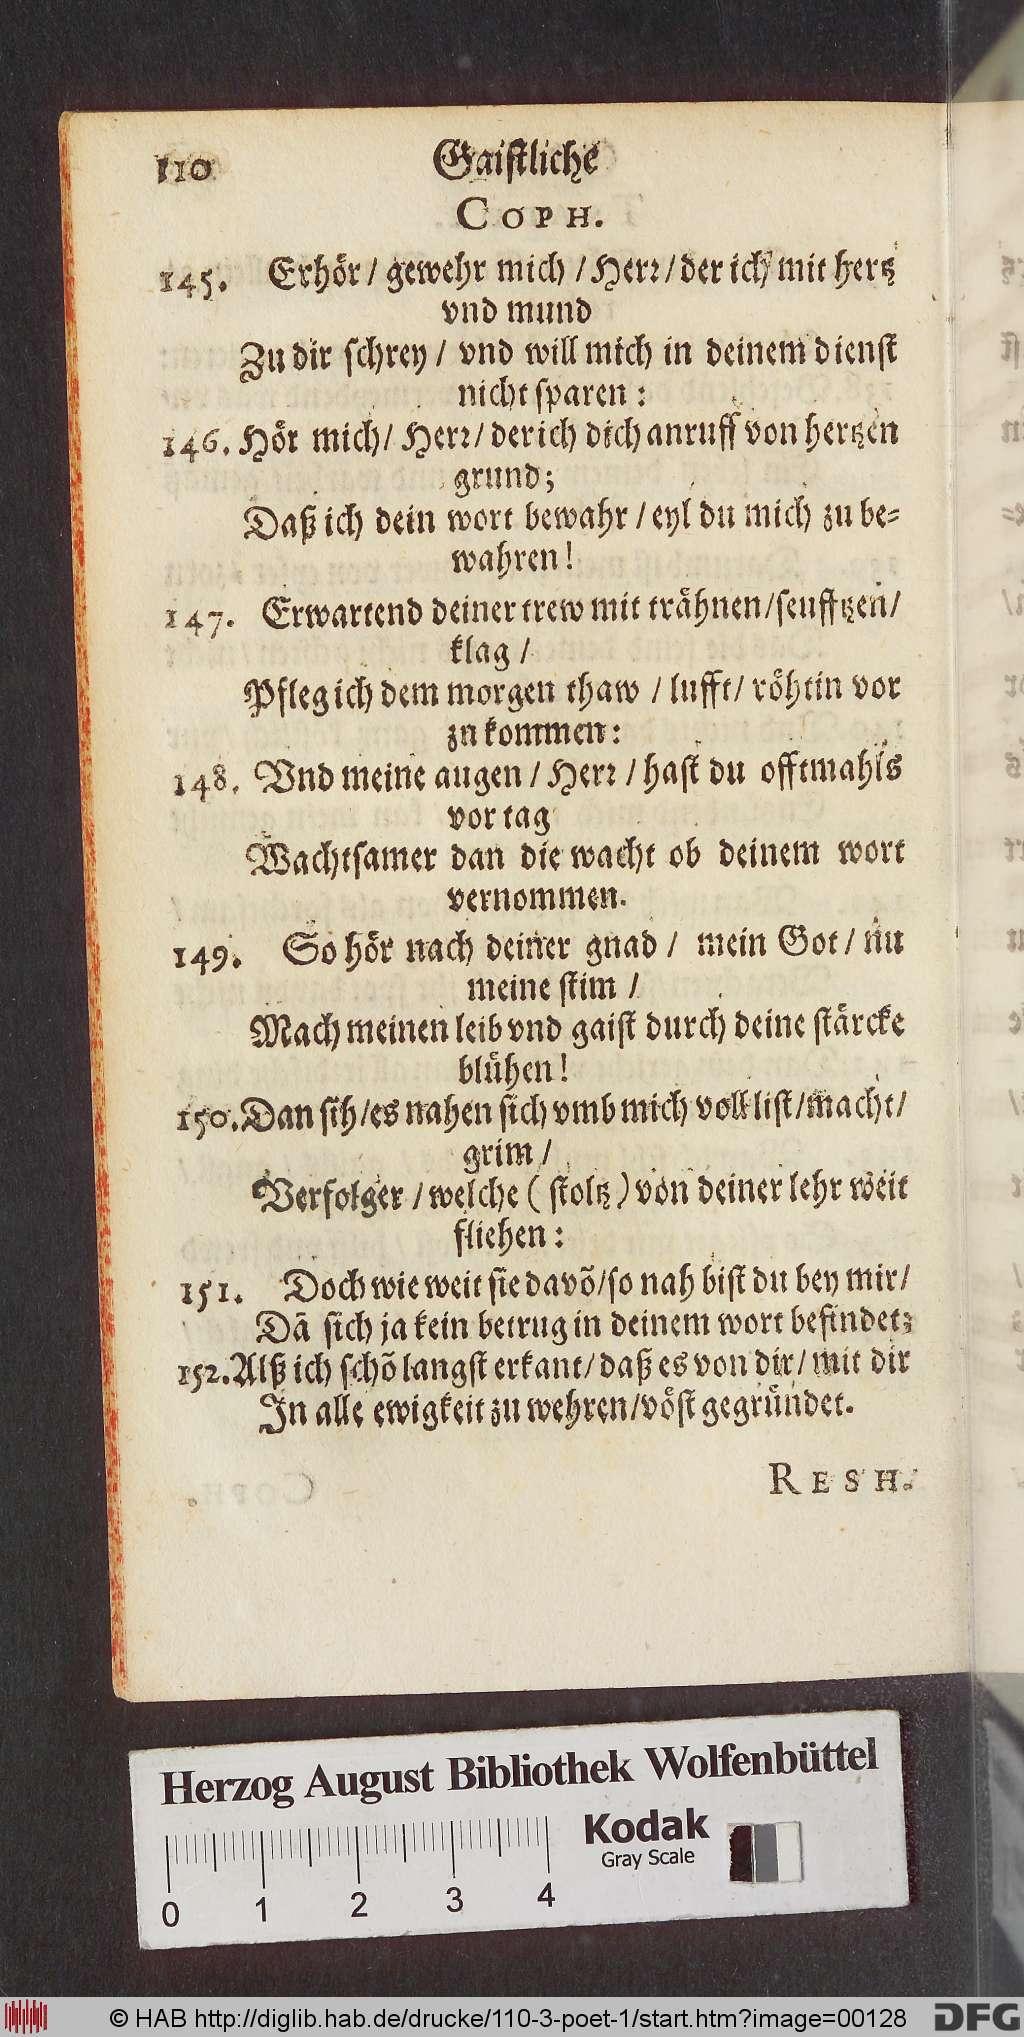 110 Gaistliche
COPH.
145. Erhör / gewehr mich / Herꝛ / der ich mit hertz
vnd mund
Zu dir schrey / vnd will mich in deinem dienst
nicht sparen :
146. Hör mich / Herꝛ / der ich dich anruff von hertzen
grund;
Daß ich dein wort bewahr / eyl du mich zu be=
wahren!
147. Erwartend deiner trew mit trähnen / seufftzen /
klag /
Pfleg ich dem morgen thaw / lufft / röhtin vor
zu kommen:
148. Vnd meine augen / Herꝛ / hast du offtmahls
vor tag
Wachtsamer dan die wacht ob deinem wort
vernommen.
149. So hör nach deiner gnad / mein Got / nu
meine stim /
Mach meinen leib vnd gaist durch deine stärcke
blühen!
150. Dan sih / es nahen sich vmb mich voll list / macht /
grim /
Verfolger / welche ( stoltz ) von deiner lehr weit
fliehen :
151. Doch wie weit sie davõ / so nah bist du bey mir /
Dã sich ja kein betrug in deinem wort befindet;
152. Alß ich schõ langst erkant / daß es von dir / mit dir
In alle ewigkeit zu wehren / vöst gegründet.
RESH.
COPH.
Herzog August Bibliothek Wolfenbüttel
Kodak
Gray Scale
0 1 2 3 4
© HAB http://diglib.hab.de/drucke/110-3-poet-1/start.htm?image=00128
DFG